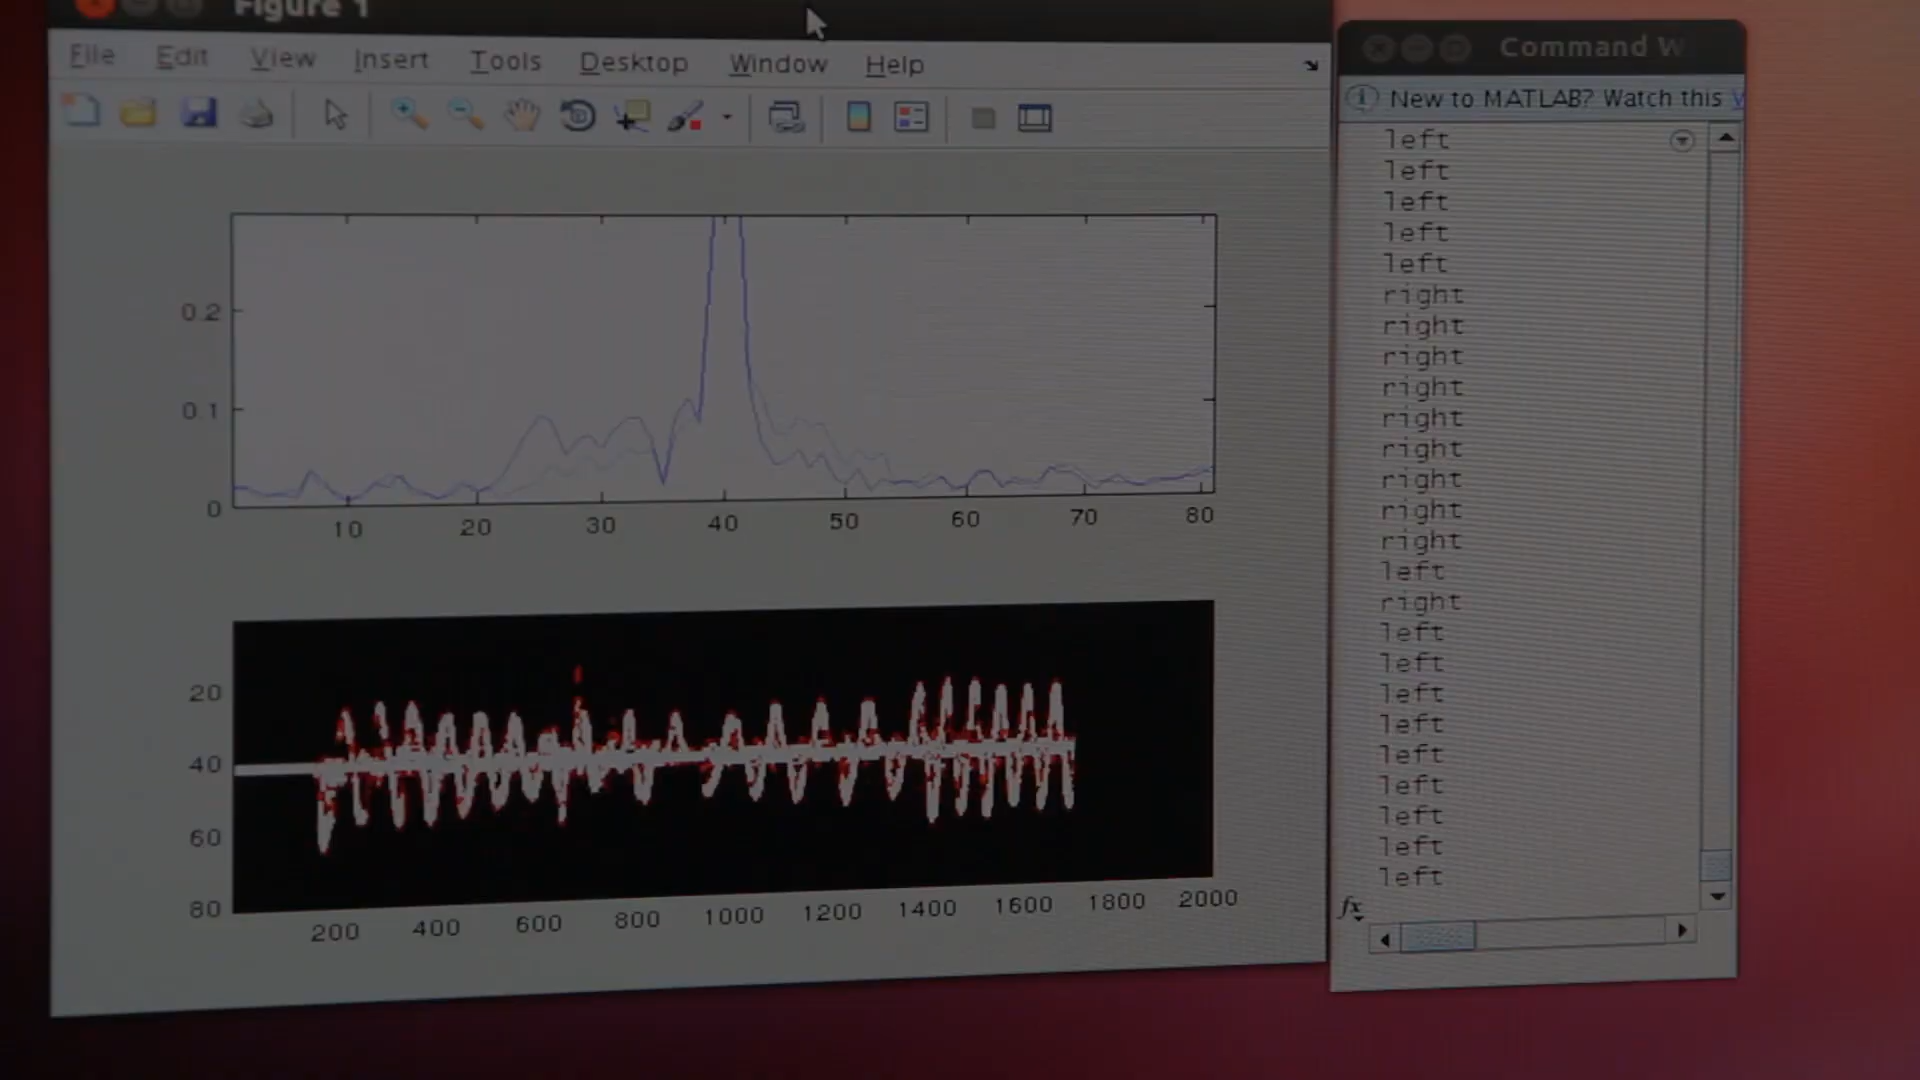 Figure 1
File Edit View Insert Tools Desktop Window Help
0.2
0.1
0
10 20 30 40 50 60 70 80
20
40
60
80
200 400 600 800 1000 1200 1400 1600 1800 2000
Command W
New to MATLAB? Watch this
left
left
left
left
left
right
right
right
right
right
right
right
right
right
left
right
left
left
left
left
left
left
left
left
left
fx